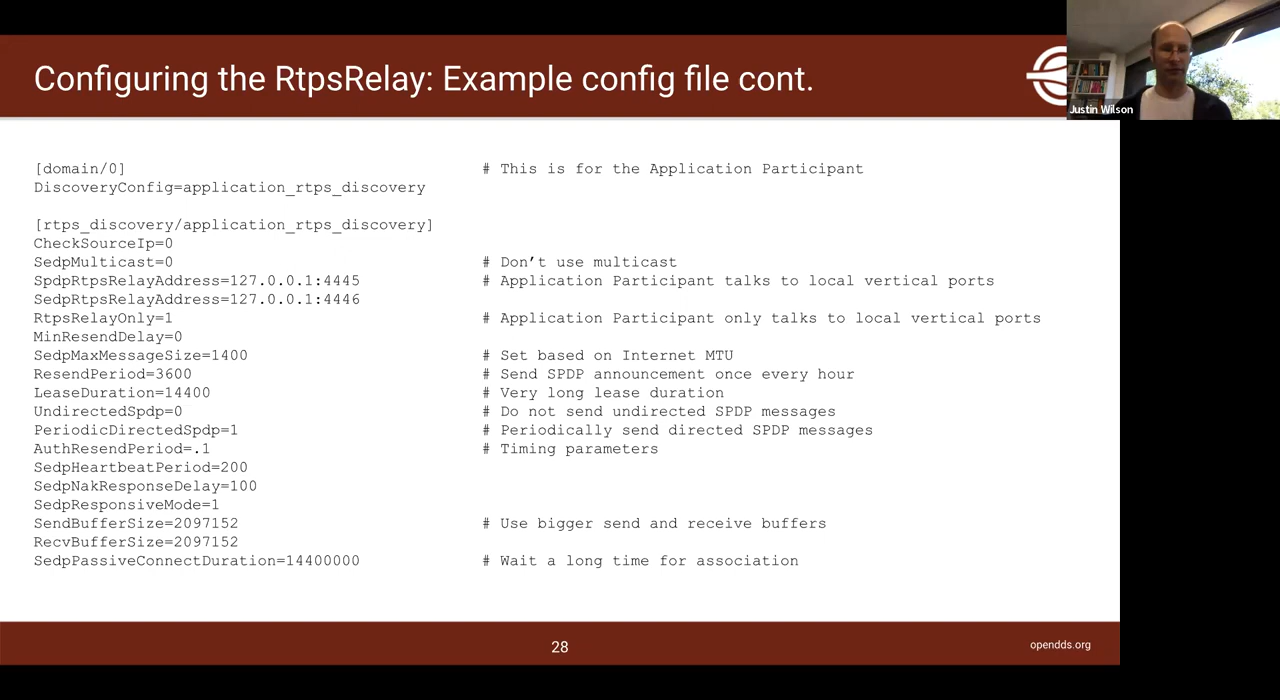 Configuring the RtpsRelay: Example config file cont.
Justin Wilson
[domain/0] # This is for the Application Participant
DiscoveryConfig=application_rtps_discovery
[rtps_discovery/application_rtps_discovery]
CheckSourceIp=0
SedpMulticast=0 # Don’t use multicast
SpdpRtpsRelayAddress=127.0.0.1:4445 # Application Participant talks to local vertical ports
SedpRtpsRelayAddress=127.0.0.1:4446
RtpsRelayOnly=1 # Application Participant only talks to local vertical ports
MinResendDelay=0
SedpMaxMessageSize=1400 # Set based on Internet MTU
ResendPeriod=3600 # Send SPDP announcement once every hour
LeaseDuration=14400 # Very long lease duration
UndirectedSpdp=0 # Do not send undirected SPDP messages
PeriodicDirectedSpdp=1 # Periodically send directed SPDP messages
AuthResendPeriod=.1 # Timing parameters
SedpHeartbeatPeriod=200
SedpNakResponseDelay=100
SedpResponsiveMode=1
SendBufferSize=2097152 # Use bigger send and receive buffers
RecvBufferSize=2097152
SedpPassiveConnectDuration=14400000 # Wait a long time for association
28
opendds.org